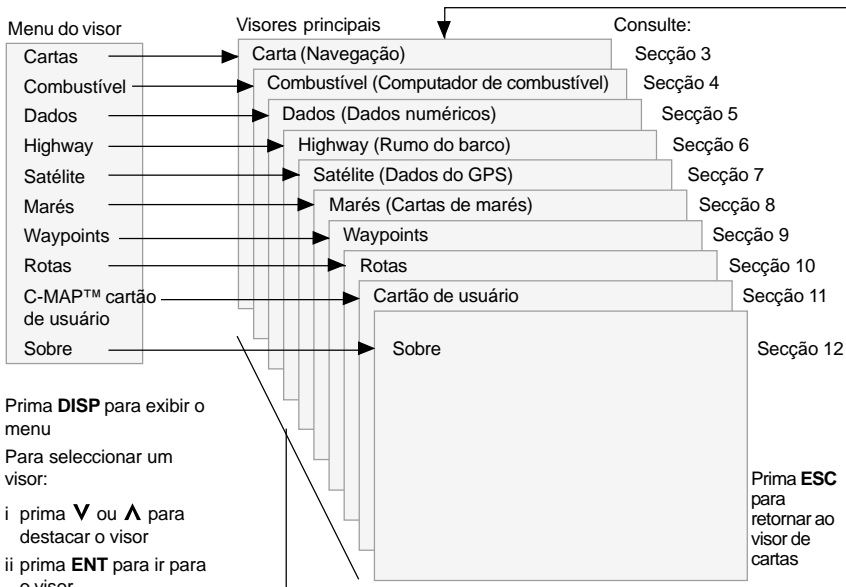 Menu do visor
Visores principais
Consulte:
Cartas
Carta (Navegação)
Secção 3
Combustível
Combustível (Computador de combustível)
Secção 4
Dados
Dados (Dados numéricos)
Secção 5
Highway
Highway (Rumo do barco)
Secção 6
Satélite
Satélite (Dados do GPS)
Secção 7
Marés
Marés (Cartas de marés)
Secção 8
Waypoints
Waypoints
Secção 9
Rotas
Rotas
Secção 10
C-MAP™ cartão
de usuário
Cartão de usuário
Secção 11
Sobre
Sobre
Secção 12
Prima DISP para exibir o
menu
Para seleccionar um
visor:
i prima V ou Λ para
destacar o visor
ii prima ENT para ir para
o visor
Prima ESC
para
retornar ao
visor de
cartas